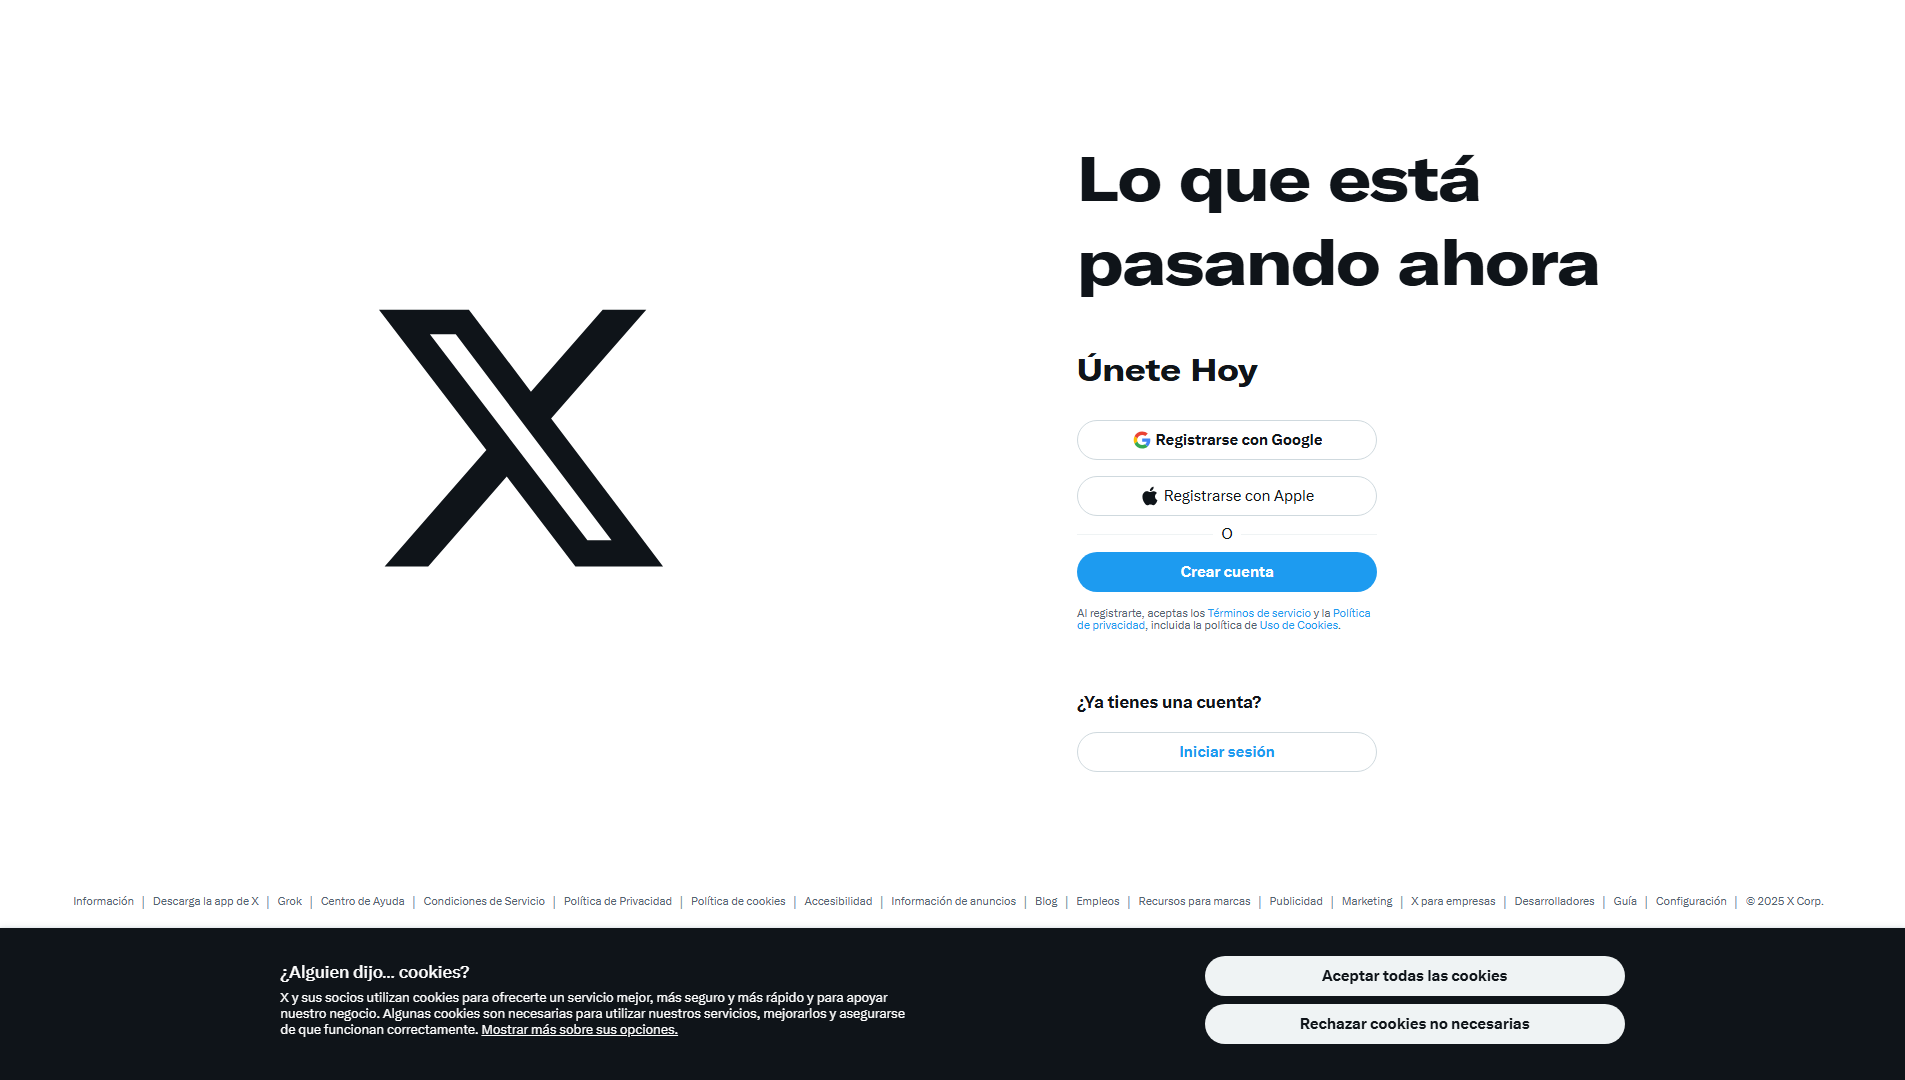 Lo que está
pasando ahora
Únete Hoy
Registrarse con Google
Registrarse con Apple
O
Crear cuenta
Al registrarte, aceptas los Términos de servicio y la Política
de privacidad, incluida la política de Uso de Cookies.
¿Ya tienes una cuenta?
Iniciar sesión
Información | Descarga la app de X | Grok | Centro de Ayuda | Condiciones de Servicio | Política de Privacidad | Política de cookies | Accesibilidad | Información de anuncios | Blog | Empleos | Recursos para marcas | Publicidad | Marketing | X para empresas | Desarrolladores | Guía | Configuración | © 2025 X Corp.
¿Alguien dijo... cookies?
X y sus socios utilizan cookies para ofrecerte un servicio mejor, más seguro y más rápido y para apoyar
nuestro negocio. Algunas cookies son necesarias para utilizar nuestros servicios, mejorarlos y asegurarse
de que funcionan correctamente. Mostrar más sobre sus opciones.
Aceptar todas las cookies
Rechazar cookies no necesarias